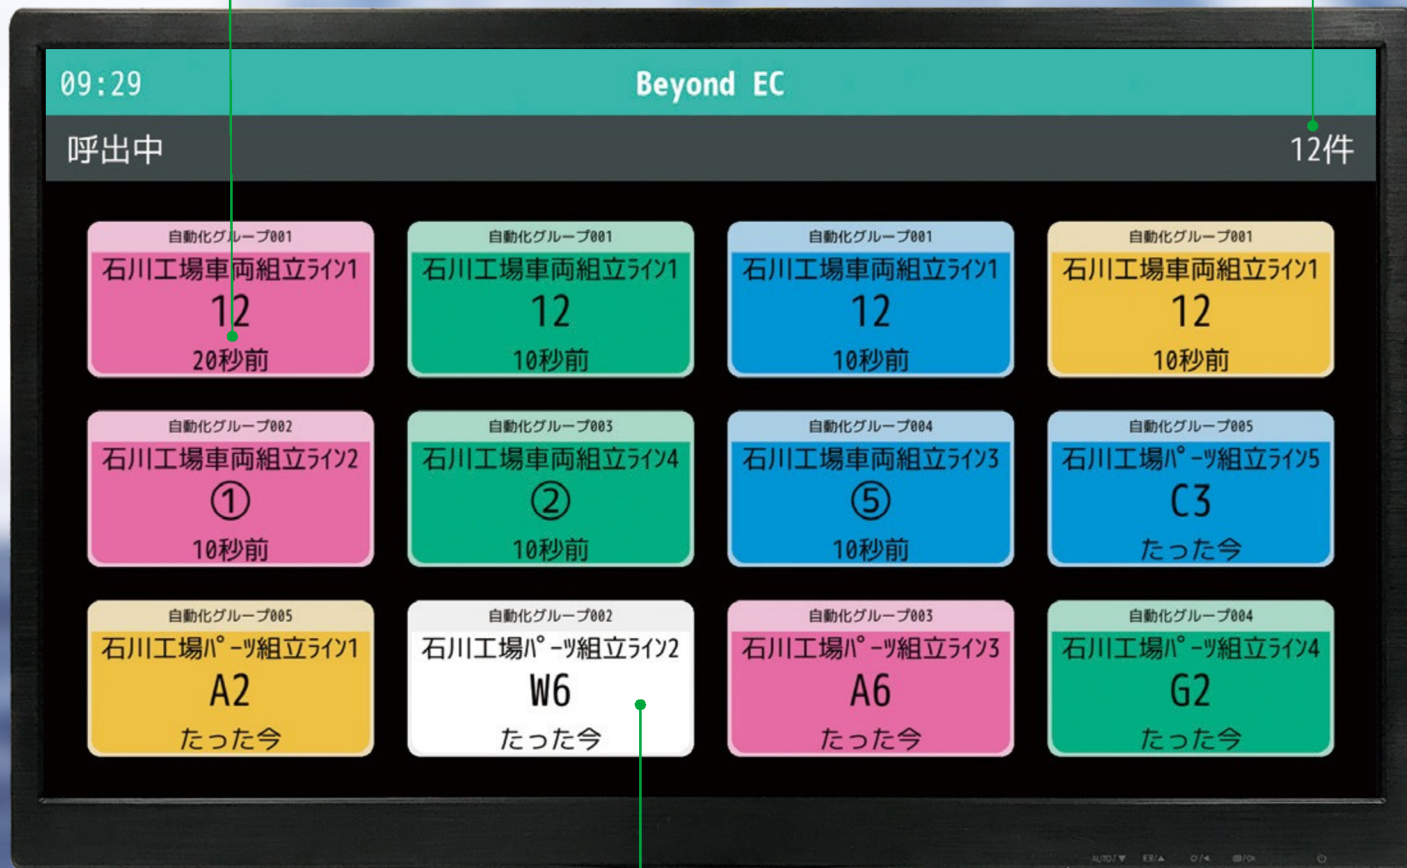 09:29
Beyond EC
呼出中
12件
自動化グループ001
石川工場車両組立ﾗｲﾝ1
12
20秒前
自動化グループ001
石川工場車両組立ﾗｲﾝ1
12
10秒前
自動化グループ001
石川工場車両組立ﾗｲﾝ1
12
10秒前
自動化グループ001
石川工場車両組立ﾗｲﾝ1
12
10秒前
自動化グループ002
石川工場車両組立ﾗｲﾝ2
①
10秒前
自動化グループ003
石川工場車両組立ﾗｲﾝ4
②
10秒前
自動化グループ004
石川工場車両組立ﾗｲﾝ3
⑤
10秒前
自動化グループ005
石川工場ﾊﾟｰﾂ組立ﾗｲﾝ5
C3
たった今
自動化グループ005
石川工場ﾊﾟｰﾂ組立ﾗｲﾝ1
A2
たった今
自動化グループ002
石川工場ﾊﾟｰﾂ組立ﾗｲﾝ2
W6
たった今
自動化グループ003
石川工場ﾊﾟｰﾂ組立ﾗｲﾝ3
A6
たった今
自動化グループ004
石川工場ﾊﾟｰﾂ組立ﾗｲﾝ4
G2
たった今
AUTO/▼